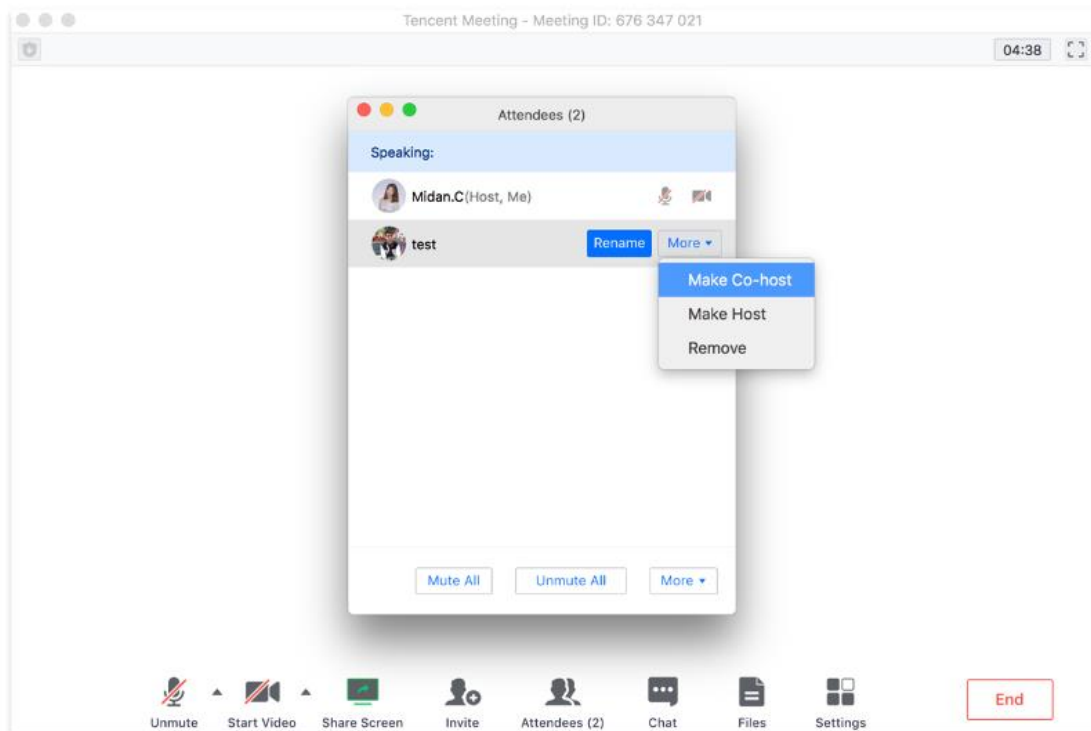 Tencent Meeting - Meeting ID: 676 347 021
04:38
Attendees (2)
Speaking:
Midan.C(Host, Me)
test
Rename
More
Make Co-host
Make Host
Remove
Mute All
Unmute All
More
Unmute
Start Video
Share Screen
Invite
Attendees (2)
Chat
Files
Settings
End